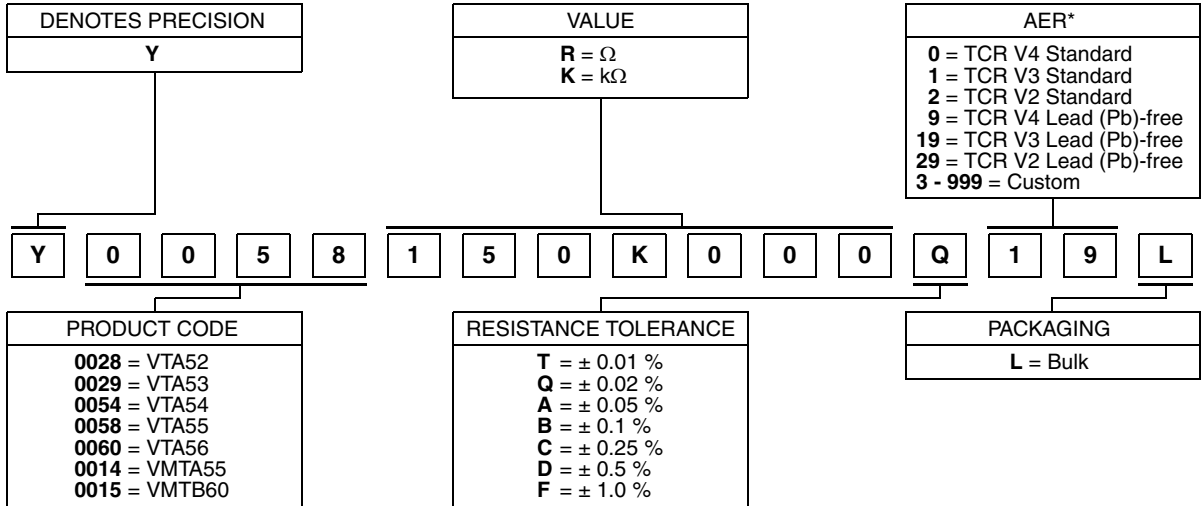 DENOTES PRECISION
Y
VALUE
R = Ω
K = kΩ
AER*
0 = TCR V4 Standard
1 = TCR V3 Standard
2 = TCR V2 Standard
9 = TCR V4 Lead (Pb)-free
19 = TCR V3 Lead (Pb)-free
29 = TCR V2 Lead (Pb)-free
3 - 999 = Custom
Y 0 0 5 8 1 5 0 K 0 0 0 Q 1 9 L
PRODUCT CODE
0028 = VTA52
0029 = VTA53
0054 = VTA54
0058 = VTA55
0060 = VTA56
0014 = VMTA55
0015 = VMTB60
RESISTANCE TOLERANCE
T = ± 0.01 %
Q = ± 0.02 %
A = ± 0.05 %
B = ± 0.1 %
C = ± 0.25 %
D = ± 0.5 %
F = ± 1.0 %
PACKAGING
L = Bulk